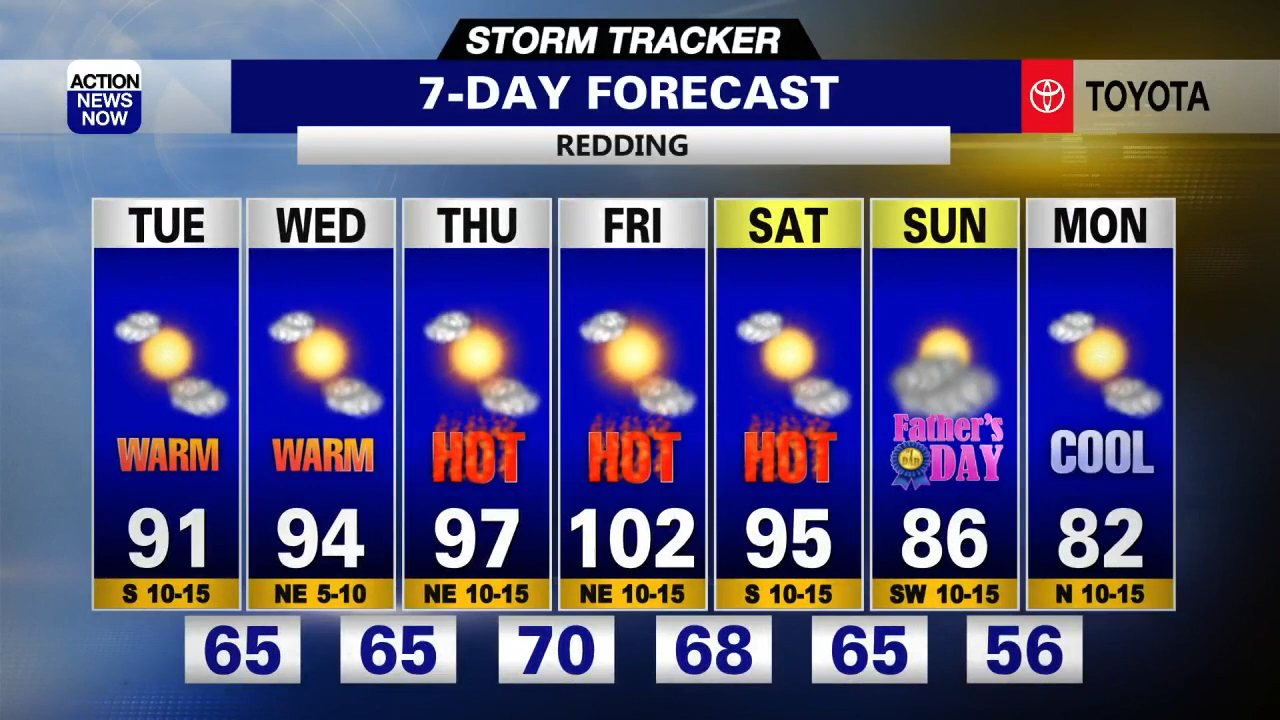 STORM TRACKER
ACTION
NEWS
NOW
7-DAY FORECAST
TOYOTA
REDDING
TUE WED THU FRI SAT SUN MON
WARM WARM HOT HOT HOT Father's DAY COOL
DAD
91 94 97 102 95 86 82
S 10-15 NE 5-10 NE 10-15 NE 10-15 S 10-15 SW 10-15 N 10-15
65 65 70 68 65 56